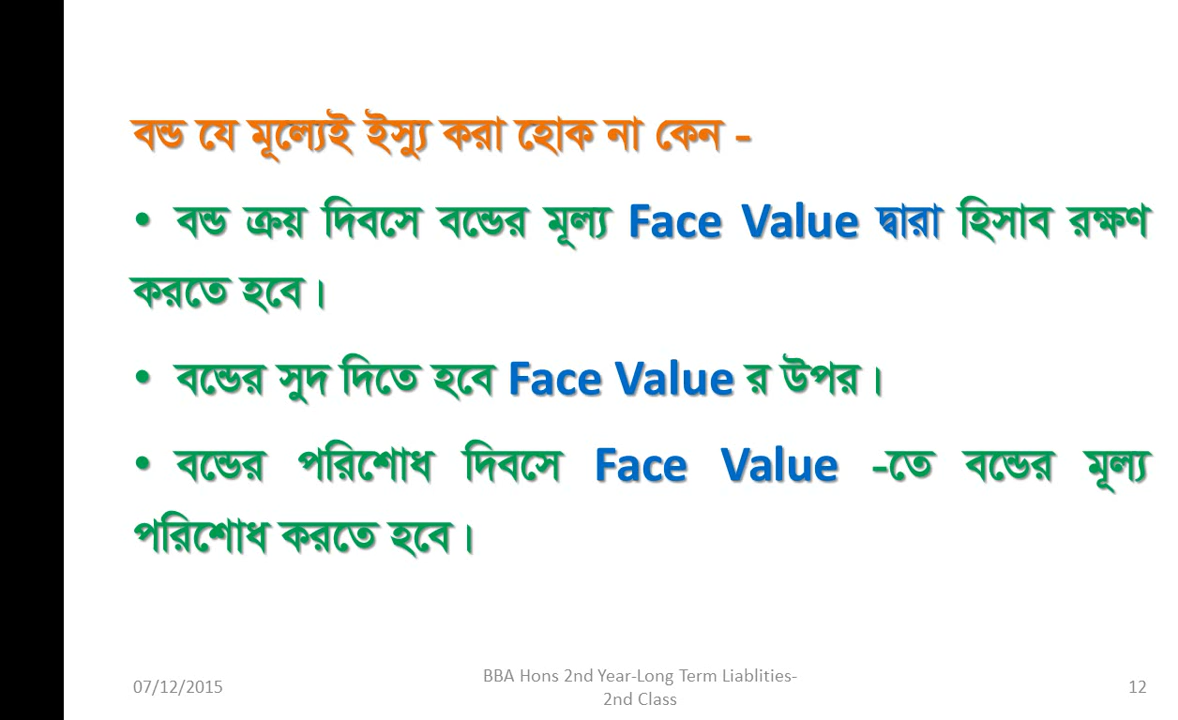 বন্ড যে মূল্যেই ইস্যু করা হোক না কেন -
• বন্ড ক্রয় দিবসে বন্ডের মূল্য Face Value দ্বারা হিসাব রক্ষণ
করতে হবে।
• বন্ডের সুদ দিতে হবে Face Value র উপর।
• বন্ডের পরিশোধ দিবসে Face Value -তে বন্ডের মূল্য
পরিশোধ করতে হবে।
07/12/2015
BBA Hons 2nd Year-Long Term Liablities-
2nd Class
12